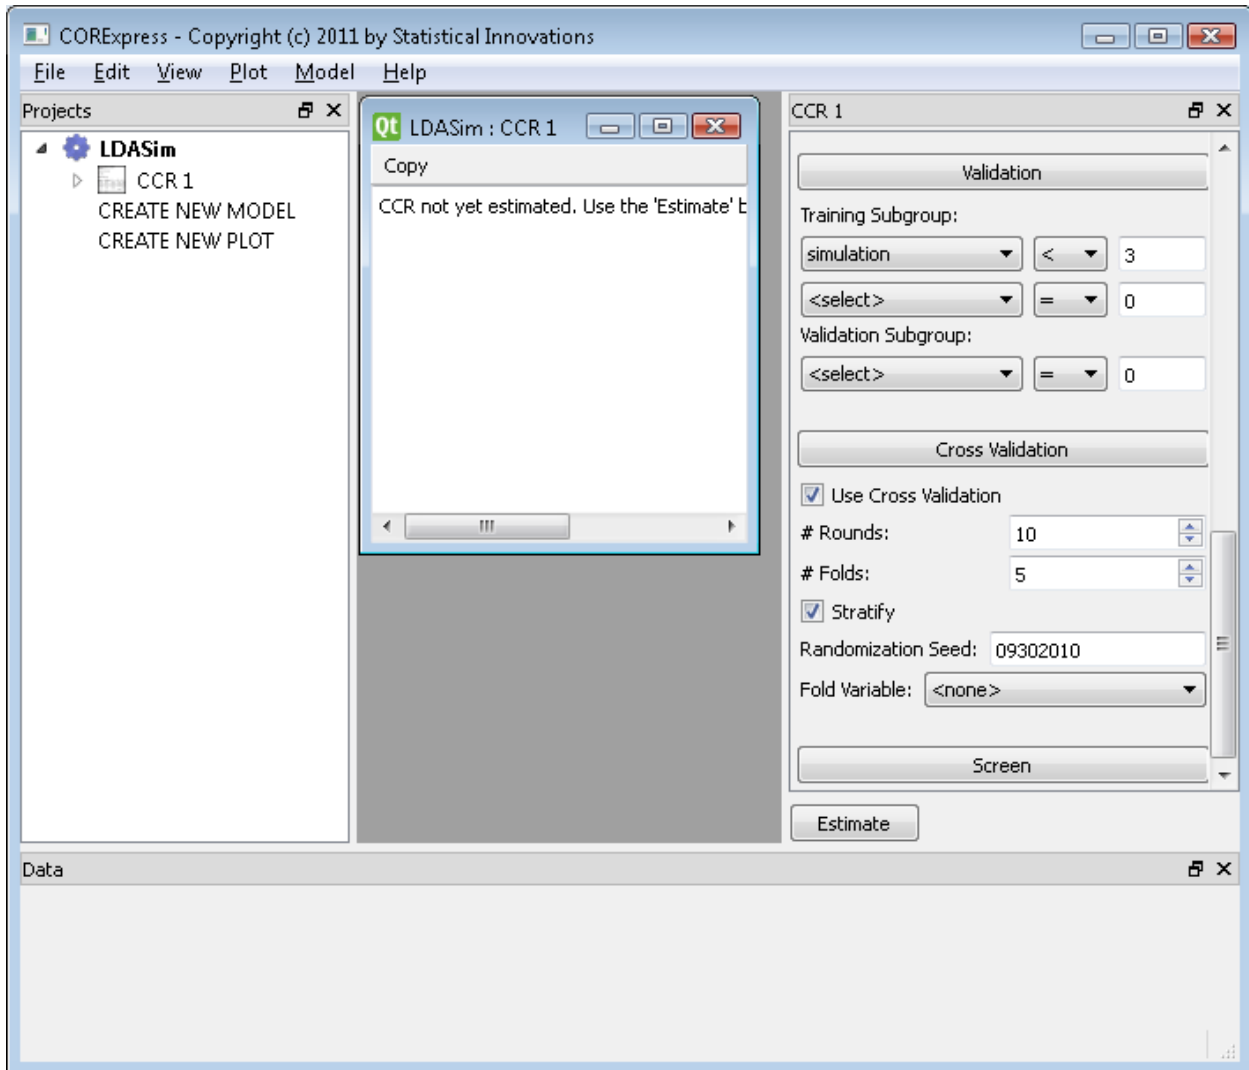 CORExpress - Copyright (c) 2011 by Statistical Innovations
File Edit View Plot Model Help
Projects
LDASim
CCR 1
CREATE NEW MODEL
CREATE NEW PLOT
Qt LDASim : CCR 1
Copy
CCR not yet estimated. Use the 'Estimate' b
CCR 1
Validation
Training Subgroup:
simulation < 3
<select> = 0
Validation Subgroup:
<select> = 0
Cross Validation
Use Cross Validation
# Rounds: 10
# Folds: 5
Stratify
Randomization Seed: 09302010
Fold Variable: <none>
Screen
Estimate
Data